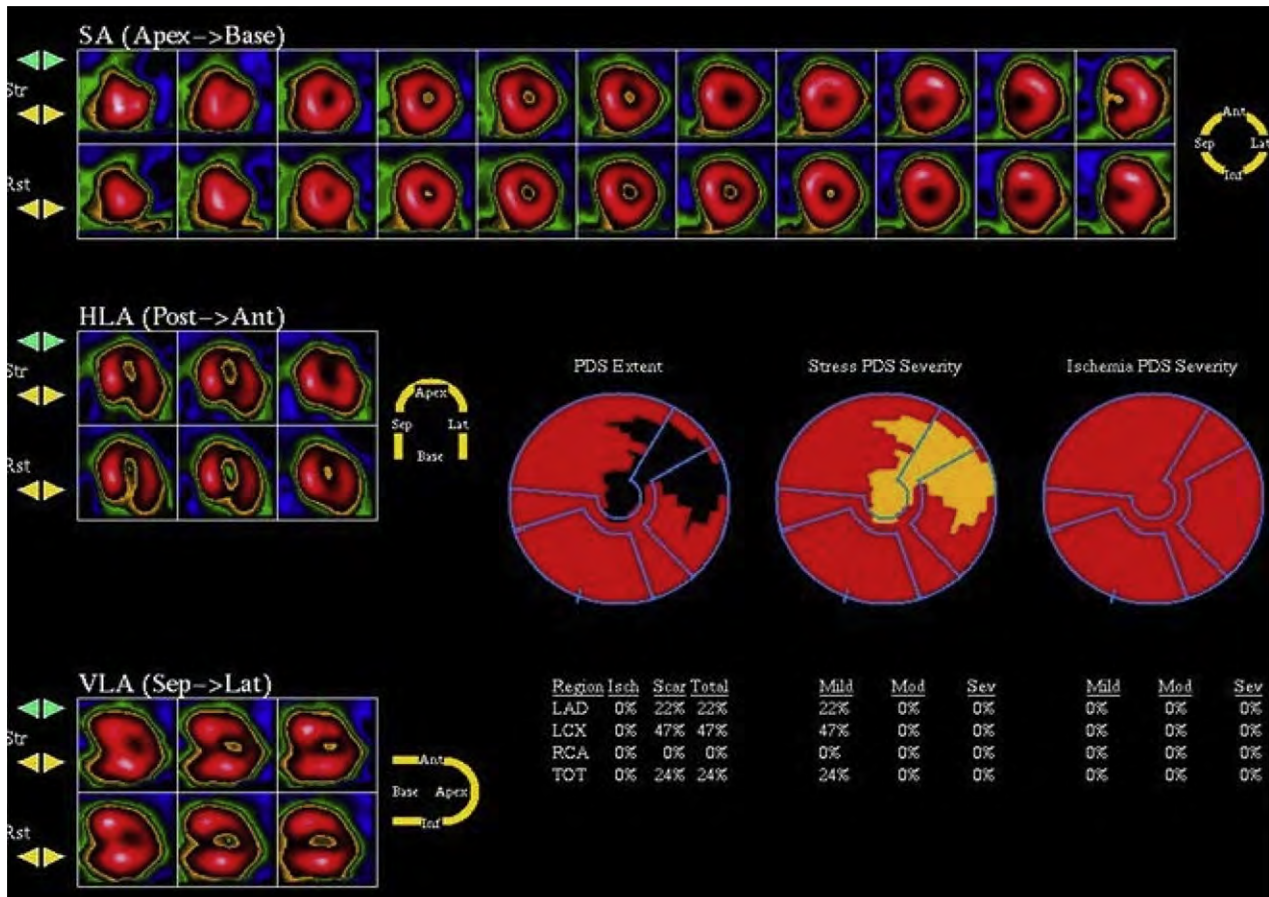 SA (Apex->Base)
Str
Rst
Ant
Sep Lat
Inf
HLA (Post->Ant)
Str
Rst
Apex
Sep Lat
Base
PDS Extent
Stress PDS Severity
Ischemia PDS Severity
VLA (Sep->Lat)
Str
Rst
Ant
Base Apex
Inf
Region Isch Scar Total Mild Mod Sev Mild Mod Sev
LAD 0% 22% 22% 22% 0% 0% 0% 0% 0%
LCX 0% 47% 47% 47% 0% 0% 0% 0% 0%
RCA 0% 0% 0% 0% 0% 0% 0% 0% 0%
TOT 0% 24% 24% 24% 0% 0% 0% 0% 0%